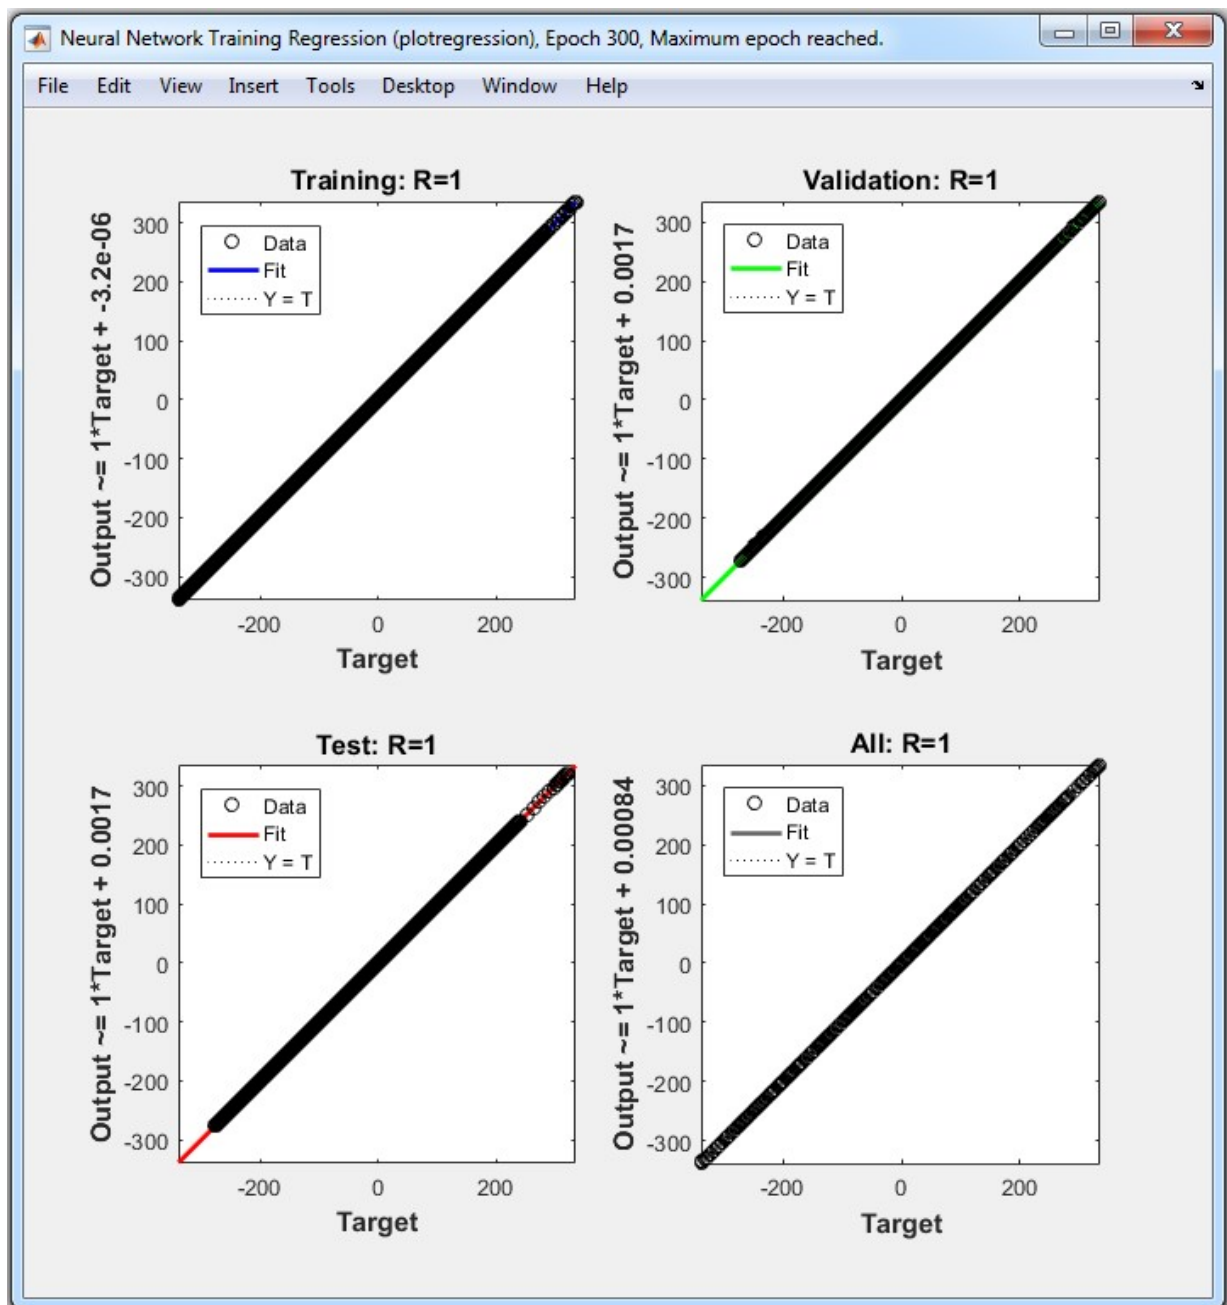 Neural Network Training Regression (plotregression), Epoch 300, Maximum epoch reached.
File Edit View Insert Tools Desktop Window Help
Training: R=1
Output ~= 1*Target + -3.2e-06
300
200
100
0
-100
-200
-300
Data
Fit
Y = T
-200 0 200
Target
Validation: R=1
Output ~= 1*Target + 0.0017
300
200
100
0
-100
-200
-300
Data
Fit
Y = T
-200 0 200
Target
Test: R=1
Output ~= 1*Target + 0.0017
300
200
100
0
-100
-200
-300
Data
Fit
Y = T
-200 0 200
Target
All: R=1
Output ~= 1*Target + 0.00084
300
200
100
0
-100
-200
-300
Data
Fit
Y = T
-200 0 200
Target